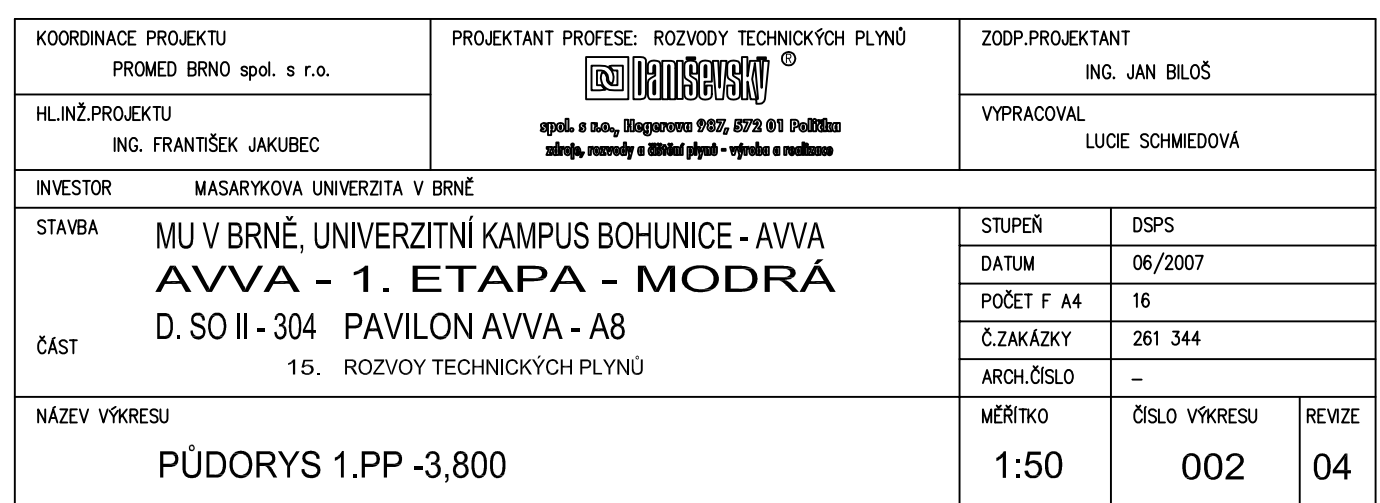 KOORDINACE PROJEKTU
PROMED BRNO spol. s r.o.
HL.INŽ.PROJEKTU
ING. FRANTIŠEK JAKUBEC
PROJEKTANT PROFESE: ROZVODY TECHNICKÝCH PLYNŮ
Daniševský ®
spol. s r.o., Hegerova 987, 572 01 Polička
zdroje, rozvody a čištění plynů - výroba a realizace
ZODP.PROJEKTANT
ING. JAN BILOŠ
VYPRACOVAL
LUCIE SCHMIEDOVÁ
INVESTOR MASARYKOVA UNIVERZITA V BRNĚ
STAVBA MU V BRNĚ, UNIVERZITNÍ KAMPUS BOHUNICE - AVVA
AVVA - 1. ETAPA - MODRÁ
D. SO II - 304 PAVILON AVVA - A8
ČÁST
15. ROZVOY TECHNICKÝCH PLYNŮ
STUPEŇ DSPS
DATUM 06/2007
POČET F A4 16
Č.ZAKÁZKY 261 344
ARCH.ČÍSLO –
NÁZEV VÝKRESU
PŮDORYS 1.PP -3,800
MĚŘÍTKO
1:50
ČÍSLO VÝKRESU
002
REVIZE
04